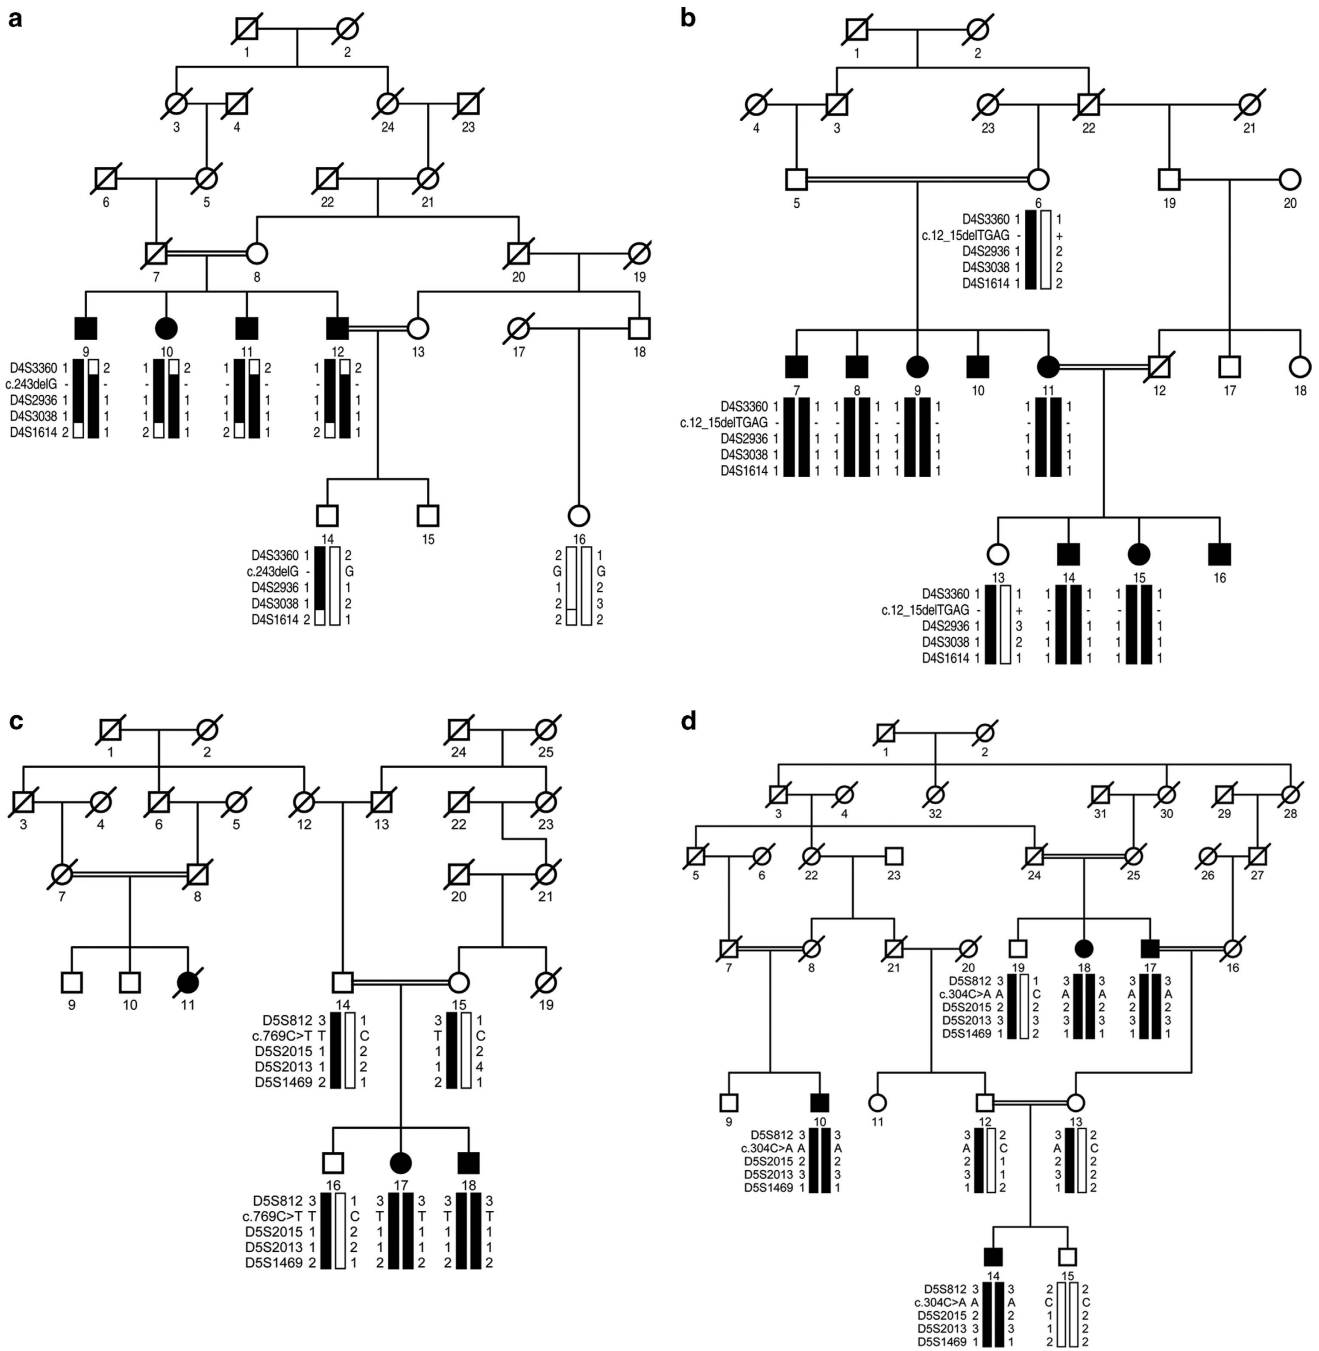 a
1 2
3 4 24 23
6 5 22 21
7 8 20 19
9 10 11 12 13 17 18
D4S3360 1 2 1 2 1 2 1 2
c.243delG - - - - - - - -
D4S2936 1 1 1 1 1 1 1 1
D4S3038 1 1 1 1 1 1 1 1
D4S1614 2 1 2 1 2 1 2 1
14 15 16
D4S3360 1 2 2 1
c.243delG - G G G
D4S2936 1 1 1 2
D4S3038 1 2 2 3
D4S1614 2 1 2 2
b
1 2
4 3 23 22 21
5 6 19 20
D4S3360 1 1
c.12_15delTGAG - +
D4S2936 1 2
D4S3038 1 2
D4S1614 1 2
7 8 9 10 11 12 17 18
D4S3360 1 1 1 1 1 1 1 1
c.12_15delTGAG - - - - - - - -
D4S2936 1 1 1 1 1 1 1 1
D4S3038 1 1 1 1 1 1 1 1
D4S1614 1 1 1 1 1 1 1 1
13 14 15 16
D4S3360 1 1 1 1 1 1
c.12_15delTGAG - + - - - -
D4S2936 1 3 1 1 1 1
D4S3038 1 2 1 1 1 1
D4S1614 1 1 1 1 1 1
c
1 2 24 25
3 4 6 5 12 13 22 23
7 8 20 21
9 10 11 14 15 19
D5S812 3 1 3 1
c.769C>T T C T C
D5S2015 1 2 1 2
D5S2013 1 2 1 4
D5S1469 2 1 2 1
16 17 18
D5S812 3 1 3 3 3 3
c.769C>T T C T T T T
D5S2015 1 2 1 1 1 1
D5S2013 1 2 1 1 1 1
D5S1469 2 1 2 2 2 2
d
1 2
3 4 32 31 30 29 28
5 6 22 23 24 25 26 27
7 8 21 20 19 18 17 16
D5S812 3 1 3 3 3 3
c.304C>A A C A A A A
D5S2015 2 2 2 2 2 2
D5S2013 3 3 3 3 3 3
D5S1469 1 2 1 1 1 1
9 10 11 12 13
D5S812 3 3 3 2 3 2
c.304C>A A A A C A C
D5S2015 2 2 2 1 2 2
D5S2013 3 3 3 1 3 2
D5S1469 1 1 1 2 1 2
14 15
D5S812 3 3 2 2
c.304C>A A A C C
D5S2015 2 2 1 2
D5S2013 3 3 1 2
D5S1469 1 1 2 2